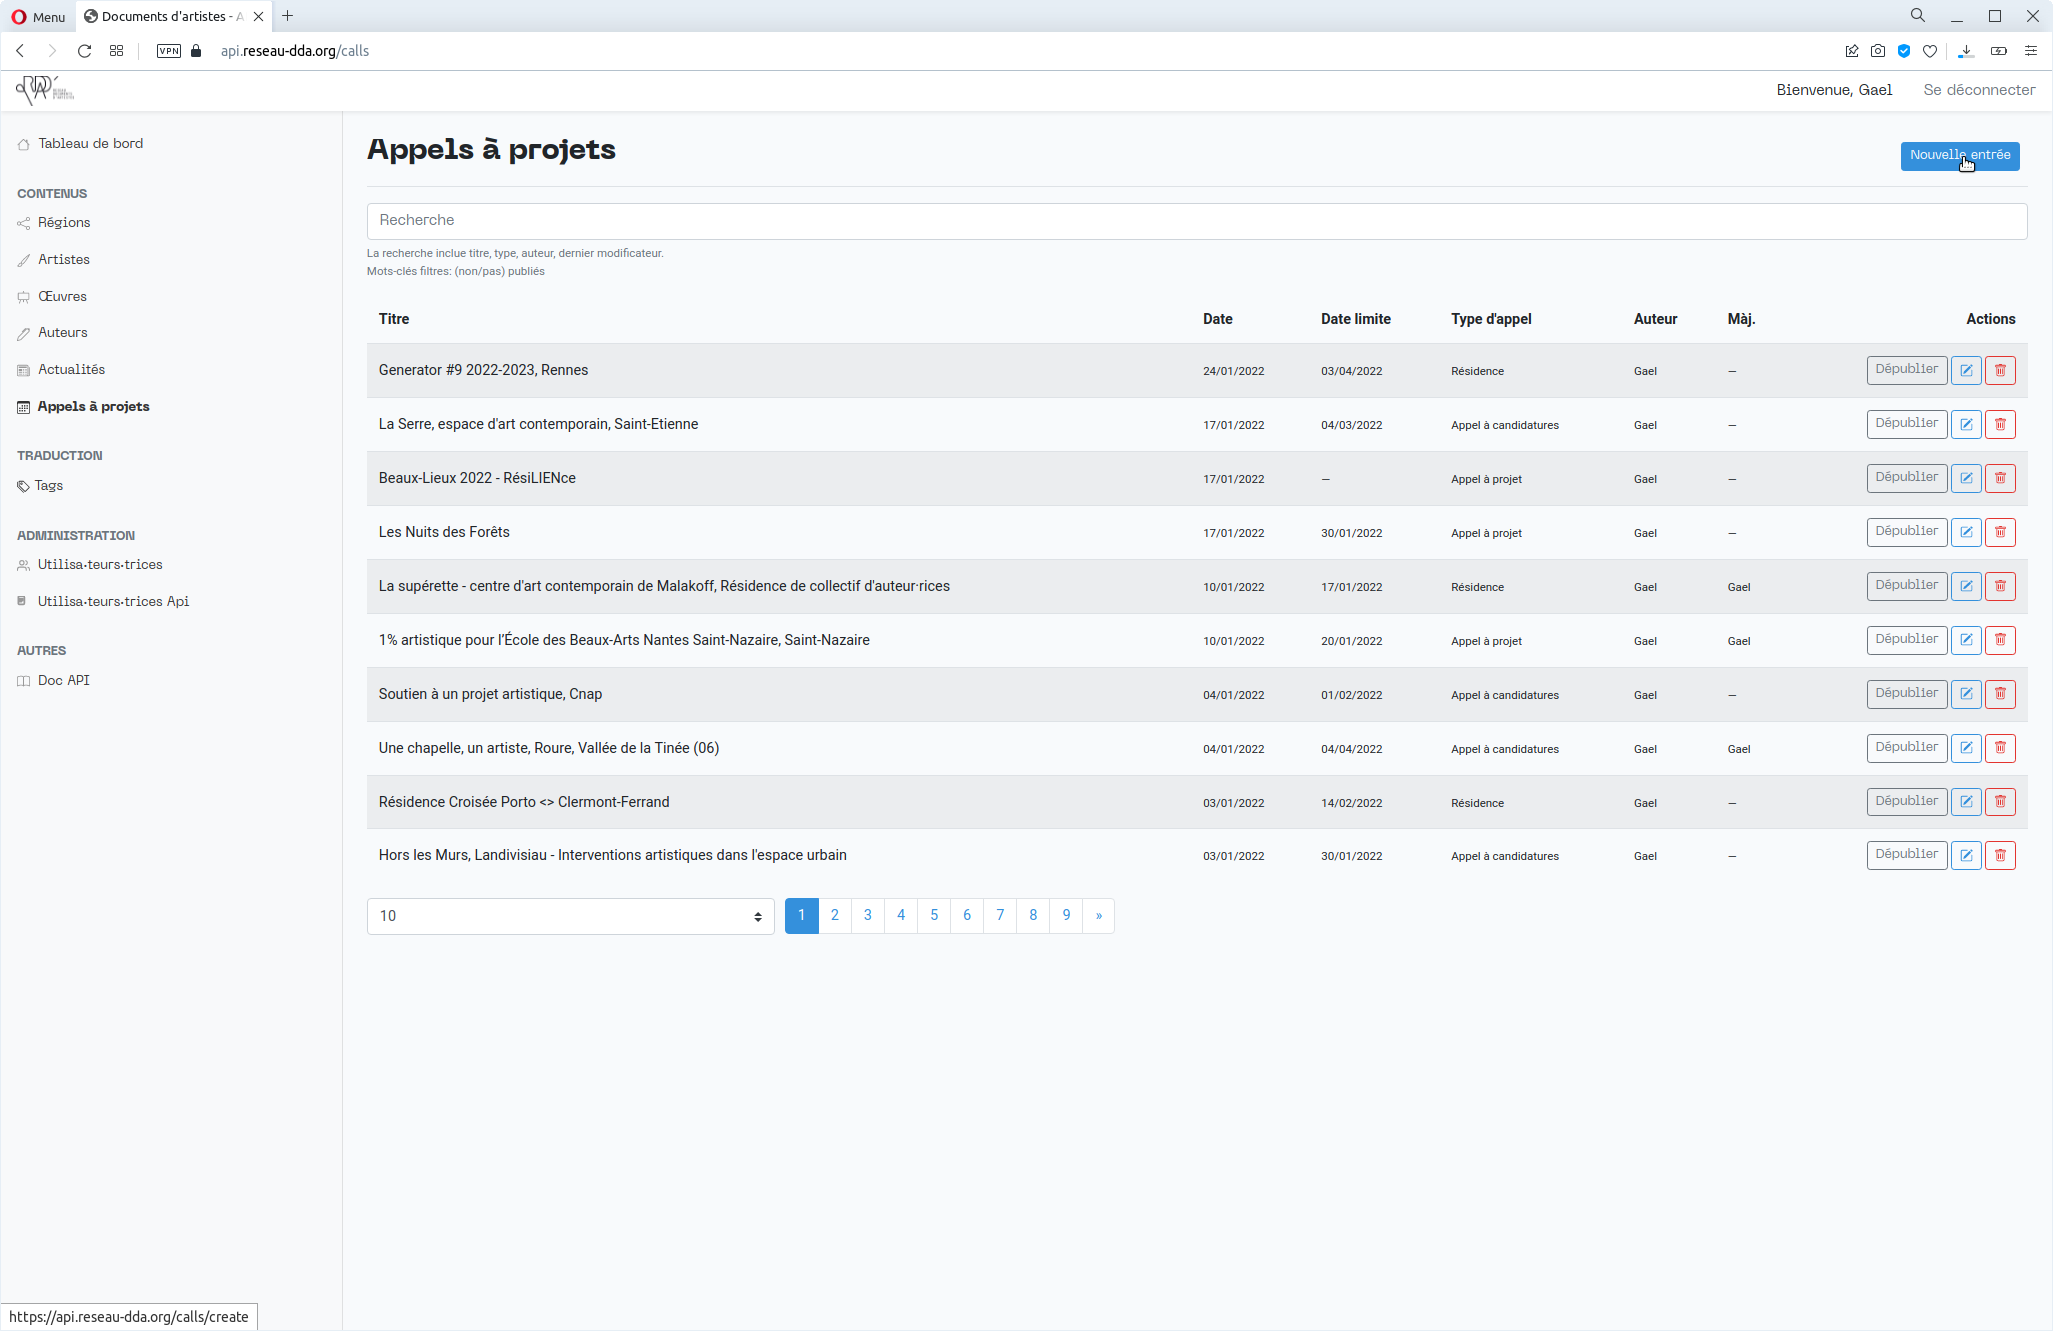 Menu
Documents d'artistes - A
VPN
api.reseau-dda.org/calls
Bienvenue, Gael
Se déconnecter
Tableau de bord
CONTENUS
Régions
Artistes
Œuvres
Auteurs
Actualités
Appels à projets
TRADUCTION
Tags
ADMINISTRATION
Utilisa•teurs•trices
Utilisa•teurs•trices Api
AUTRES
Doc API
Appels à projets
Nouvelle entrée
Recherche
La recherche inclue titre, type, auteur, dernier modificateur.
Mots-clés filtres: (non/pas) publiés
Titre Date Date limite Type d'appel Auteur Màj. Actions
Generator #9 2022-2023, Rennes 24/01/2022 03/04/2022 Résidence Gael — Dépublier
La Serre, espace d'art contemporain, Saint-Etienne 17/01/2022 04/03/2022 Appel à candidatures Gael — Dépublier
Beaux-Lieux 2022 - RésiLIENce 17/01/2022 — Appel à projet Gael — Dépublier
Les Nuits des Forêts 17/01/2022 30/01/2022 Appel à projet Gael — Dépublier
La supérette - centre d'art contemporain de Malakoff, Résidence de collectif d'auteur·rices 10/01/2022 17/01/2022 Résidence Gael Gael Dépublier
1% artistique pour l’École des Beaux-Arts Nantes Saint-Nazaire, Saint-Nazaire 10/01/2022 20/01/2022 Appel à projet Gael Gael Dépublier
Soutien à un projet artistique, Cnap 04/01/2022 01/02/2022 Appel à candidatures Gael — Dépublier
Une chapelle, un artiste, Roure, Vallée de la Tinée (06) 04/01/2022 04/04/2022 Appel à candidatures Gael Gael Dépublier
Résidence Croisée Porto <> Clermont-Ferrand 03/01/2022 14/02/2022 Résidence Gael — Dépublier
Hors les Murs, Landivisiau - Interventions artistiques dans l'espace urbain 03/01/2022 30/01/2022 Appel à candidatures Gael — Dépublier
10
1 2 3 4 5 6 7 8 9 »
https://api.reseau-dda.org/calls/create